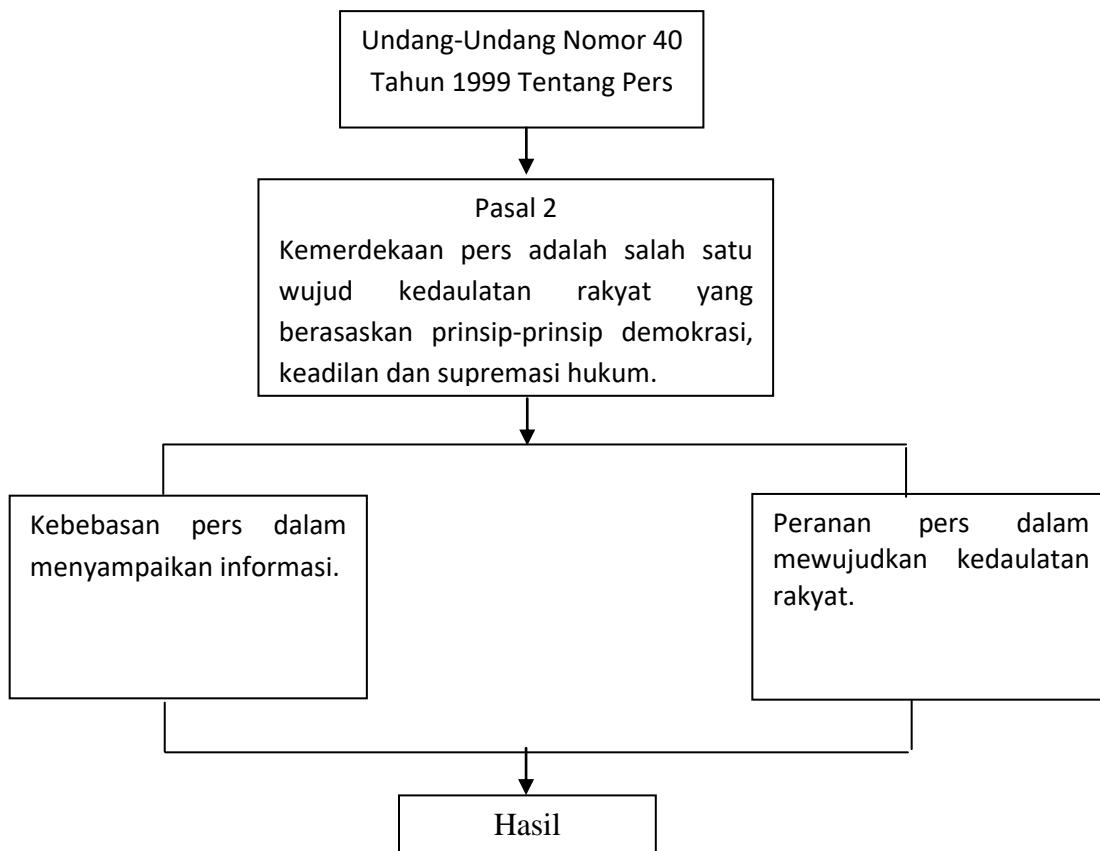 Undang-Undang Nomor 40
Tahun 1999 Tentang Pers
Pasal 2
Kemerdekaan pers adalah salah satu
wujud kedaulatan rakyat yang
berasaskan prinsip-prinsip demokrasi,
keadilan dan supremasi hukum.
Kebebasan pers dalam
menyampaikan informasi.
Peranan pers dalam
mewujudkan kedaulatan
rakyat.
Hasil